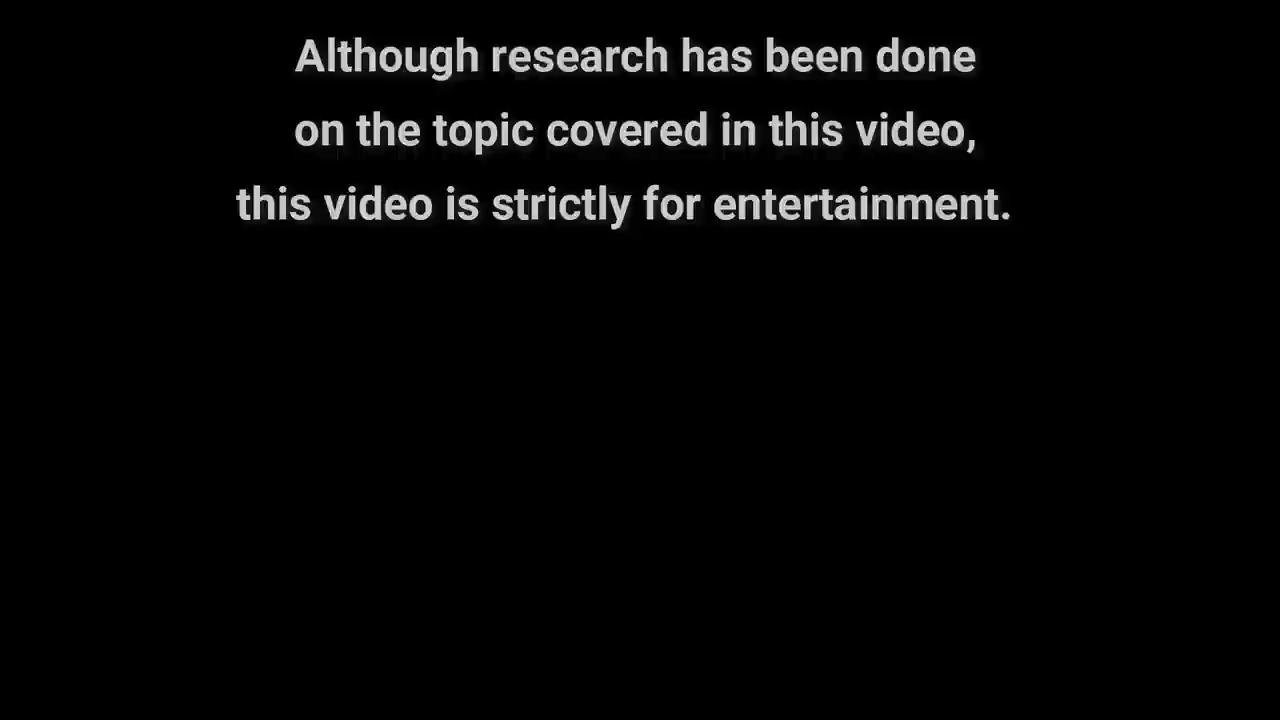 Although research has been done
on the topic covered in this video,
this video is strictly for entertainment.